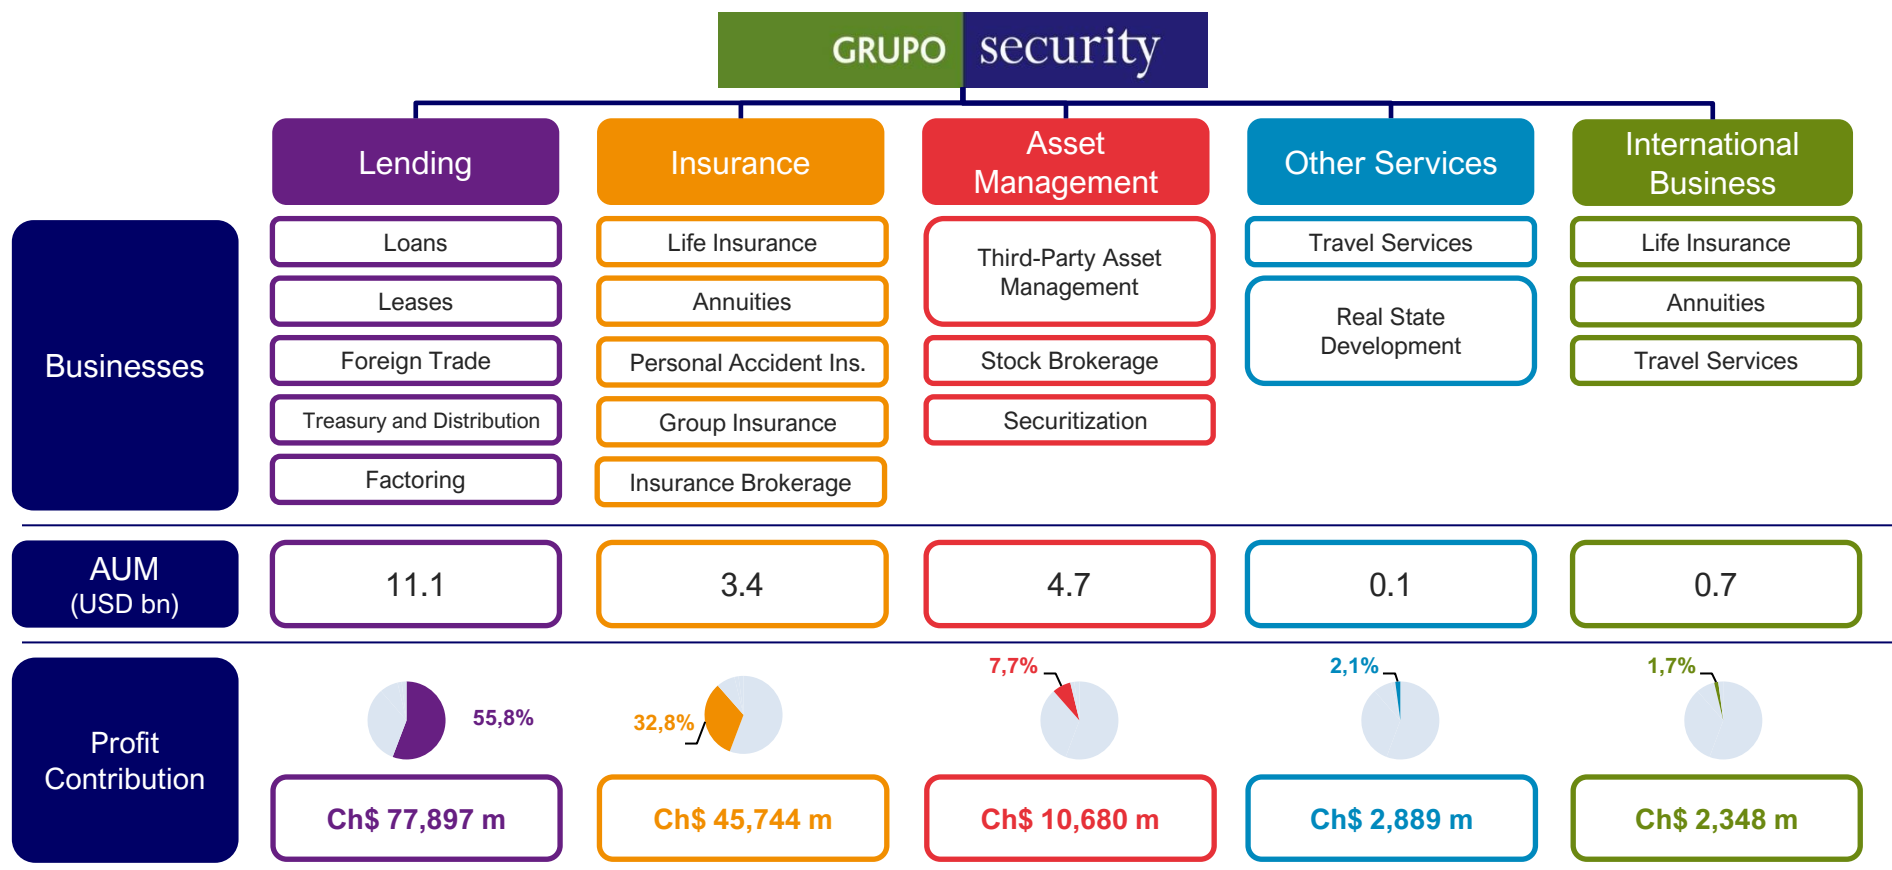 GRUPO security
Lending
Insurance
Asset
Management
Other Services
International
Business
Businesses
Loans
Leases
Foreign Trade
Treasury and Distribution
Factoring
Life Insurance
Annuities
Personal Accident Ins.
Group Insurance
Insurance Brokerage
Third-Party Asset
Management
Stock Brokerage
Securitization
Travel Services
Real State
Development
Life Insurance
Annuities
Travel Services
AUM
(USD bn)
11.1
3.4
4.7
0.1
0.7
Profit
Contribution
55,8%
32,8%
7,7%
2,1%
1,7%
Ch$ 77,897 m
Ch$ 45,744 m
Ch$ 10,680 m
Ch$ 2,889 m
Ch$ 2,348 m